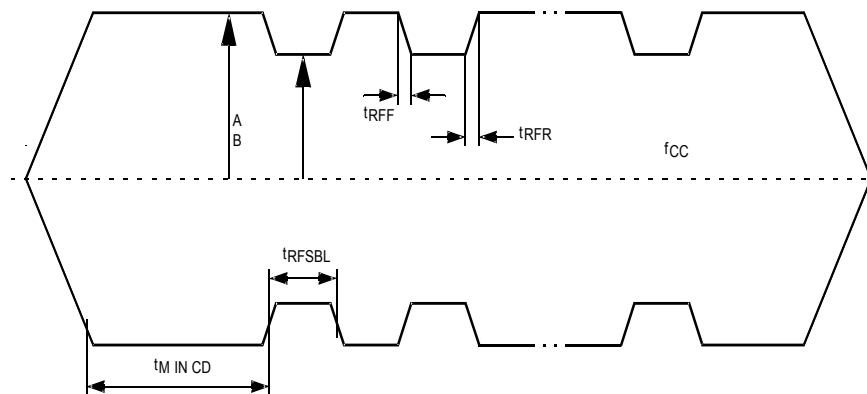 A
B
tRFF
tRFR
fCC
tRFSBL
tM IN CD